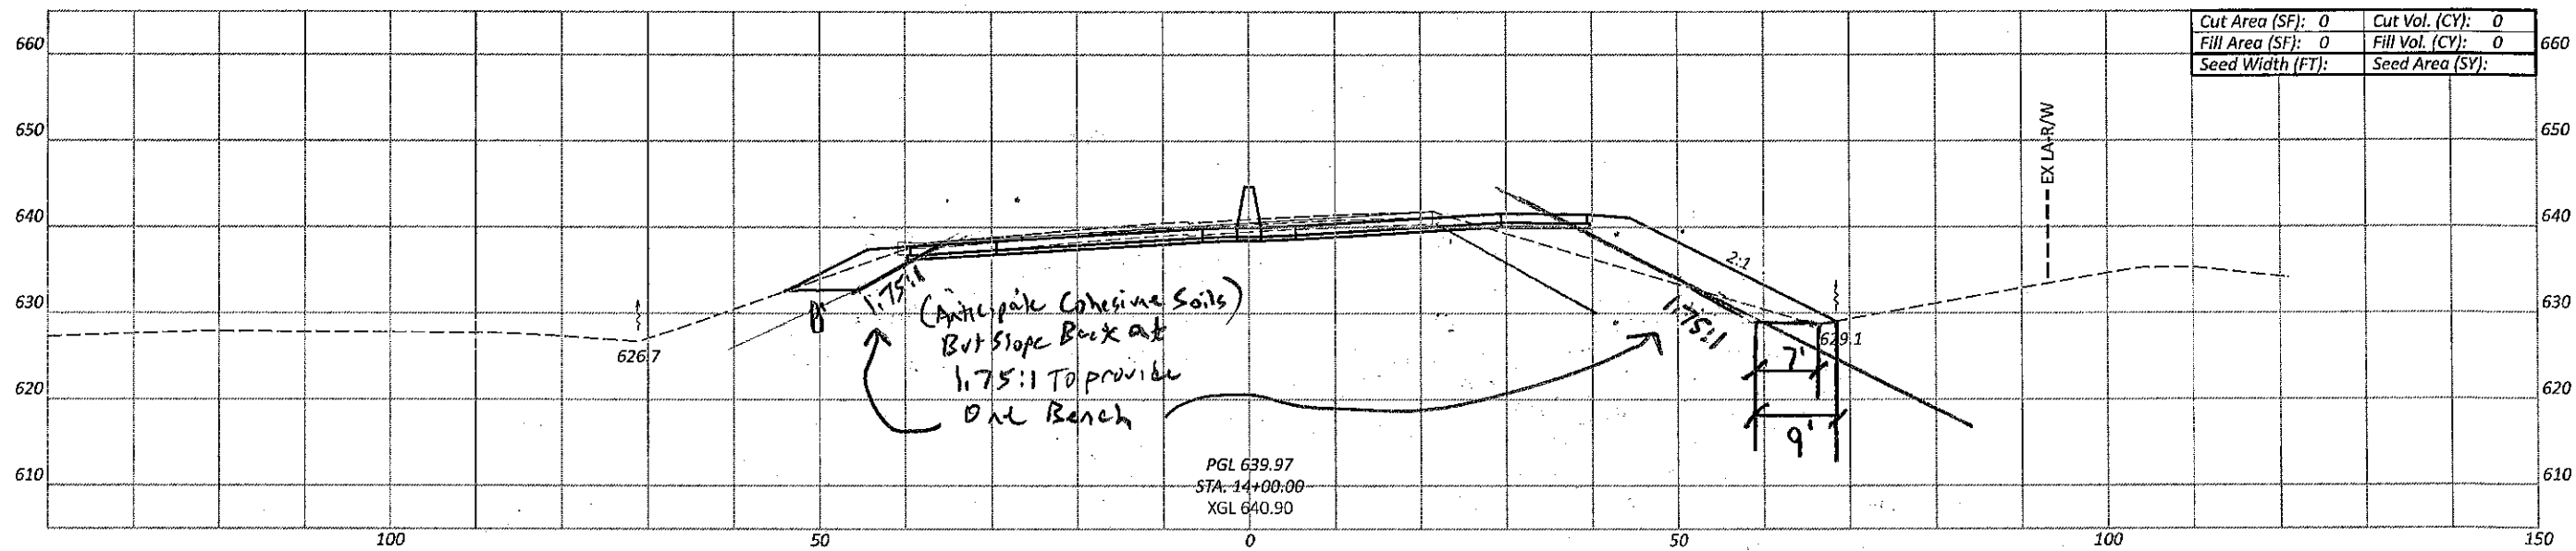 Cut Area (SF): 0 Cut Vol. (CY): 0
Fill Area (SF): 0 Fill Vol. (CY): 0
Seed Width (FT): Seed Area (SY):
660 660
650 650
EX LA-R/W
640 640
2:1
630 630
1.75:1
(Anticipate Cohesive Soils)
But Slope Back at
1.75:1 To provide
One Bench
1.75:1
8'
626.7
629.1
7'
620 620
9'
PGL 639.97
610 610
STA. 14+00.00
XGL 640.90
100 50 0 50 100 150